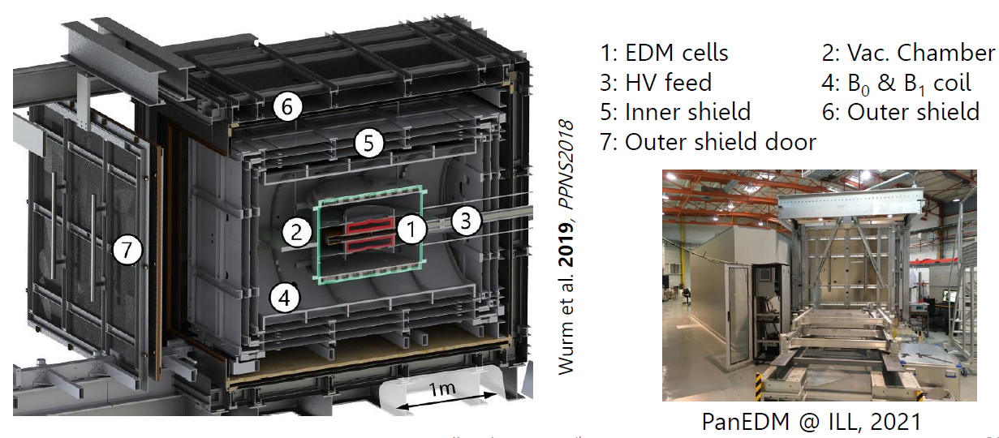 1: EDM cells
2: Vac. Chamber
3: HV feed
4: B0 & B1 coil
5: Inner shield
6: Outer shield
7: Outer shield door
6
5
1
3
2
7
4
1m
Wurm et al. 2019, PPNS2018
PanEDM @ ILL, 2021